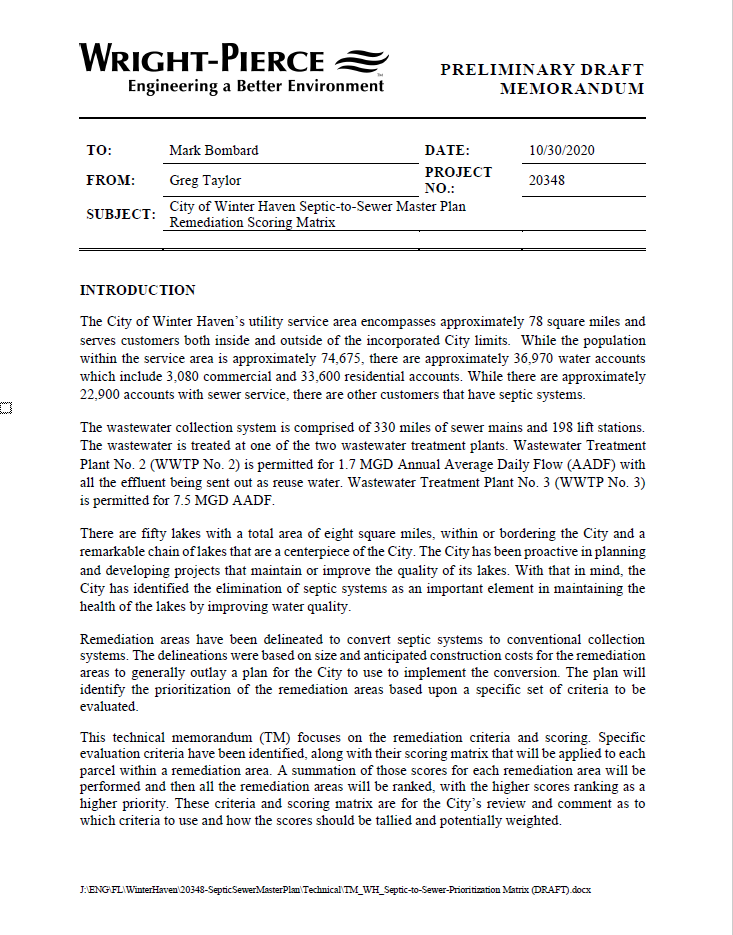 WRIGHT-PIERCE
Engineering a Better Environment
PRELIMINARY DRAFT
MEMORANDUM
TO: Mark Bombard DATE: 10/30/2020
FROM: Greg Taylor PROJECT NO.: 20348
SUBJECT: City of Winter Haven Septic-to-Sewer Master Plan
Remediation Scoring Matrix
INTRODUCTION
The City of Winter Haven's utility service area encompasses approximately 78 square miles and
serves customers both inside and outside of the incorporated City limits. While the population
within the service area is approximately 74,675, there are approximately 36,970 water accounts
which include 3,080 commercial and 33,600 residential accounts. While there are approximately
22,900 accounts with sewer service, there are other customers that have septic systems.
The wastewater collection system is comprised of 330 miles of sewer mains and 198 lift stations.
The wastewater is treated at one of the two wastewater treatment plants. Wastewater Treatment
Plant No. 2 (WWTP No. 2) is permitted for 1.7 MGD Annual Average Daily Flow (AADF) with
all the effluent being sent out as reuse water. Wastewater Treatment Plant No. 3 (WWTP No. 3)
is permitted for 7.5 MGD AADF.
There are fifty lakes with a total area of eight square miles, within or bordering the City and a
remarkable chain of lakes that are a centerpiece of the City. The City has been proactive in planning
and developing projects that maintain or improve the quality of its lakes. With that in mind, the
City has identified the elimination of septic systems as an important element in maintaining the
health of the lakes by improving water quality.
Remediation areas have been delineated to convert septic systems to conventional collection
systems. The delineations were based on size and anticipated construction costs for the remediation
areas to generally outlay a plan for the City to use to implement the conversion. The plan will
identify the prioritization of the remediation areas based upon a specific set of criteria to be
evaluated.
This technical memorandum (TM) focuses on the remediation criteria and scoring. Specific
evaluation criteria have been identified, along with their scoring matrix that will be applied to each
parcel within a remediation area. A summation of those scores for each remediation area will be
performed and then all the remediation areas will be ranked, with the higher scores ranking as a
higher priority. These criteria and scoring matrix are for the City's review and comment as to
which criteria to use and how the scores should be tallied and potentially weighted.
J:\ENG\FL\WinterHaven\20348-SepticSewerMasterPlan\Technical\TM_WH_Septic-to-Sewer-Prioritization Matrix (DRAFT).docx